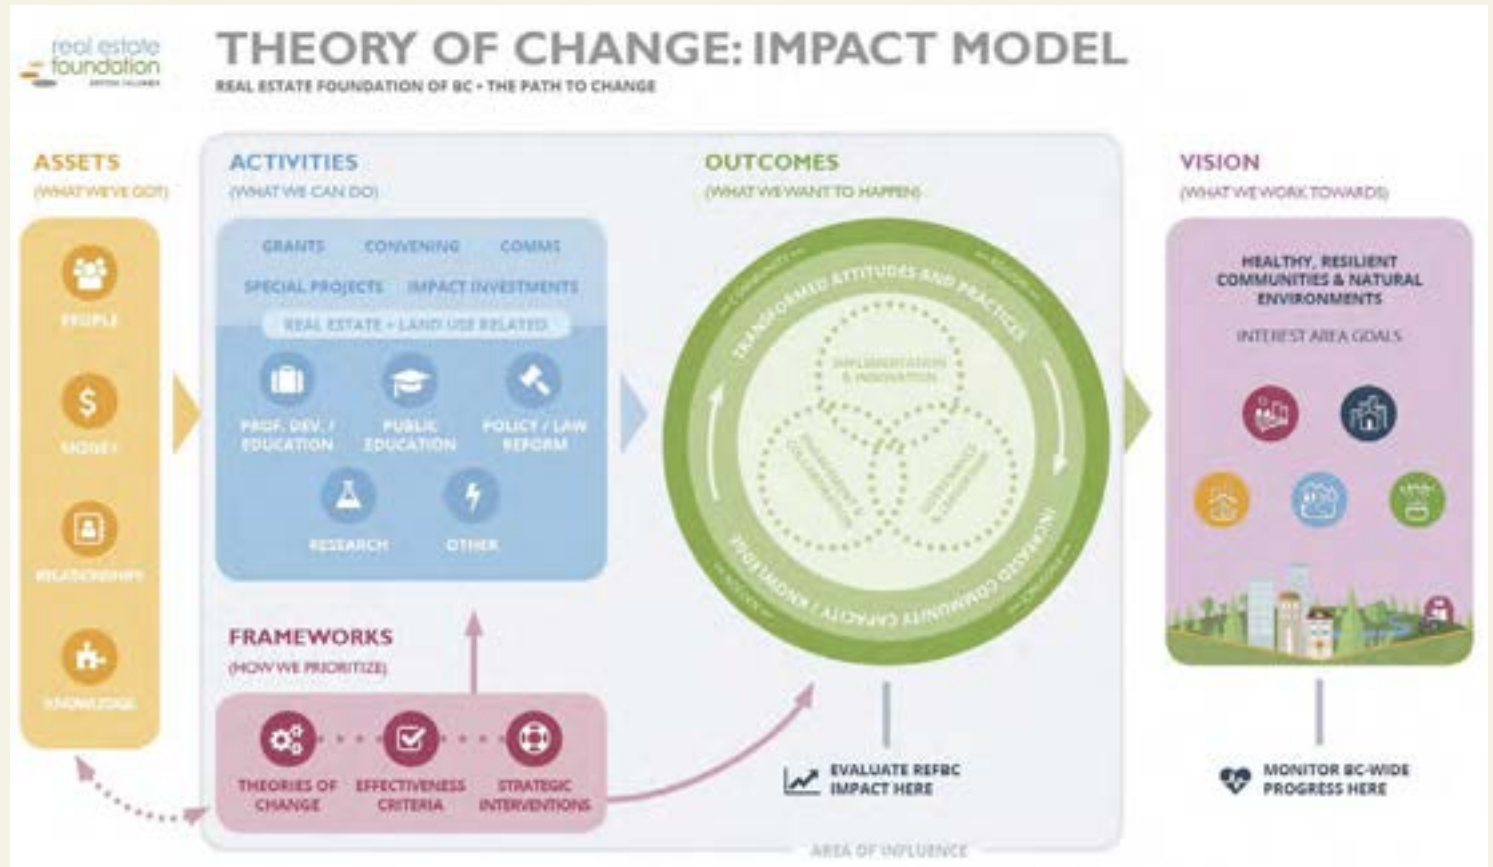 real estate
foundation
THEORY OF CHANGE: IMPACT MODEL
REAL ESTATE FOUNDATION OF BC • THE PATH TO CHANGE
ASSETS
(WHAT WE'VE GOT)
PEOPLE
$
MONEY
RELATIONSHIPS
KNOWLEDGE
ACTIVITIES
(WHAT WE CAN DO)
GRANTS CONVENING COMMS
SPECIAL PROJECTS IMPACT INVESTMENTS
REAL ESTATE + LAND USE RELATED
PROF. DEV. /
EDUCATION
PUBLIC
EDUCATION
POLICY / LAW
REFORM
RESEARCH
OTHER
FRAMEWORKS
(HOW WE PRIORITIZE)
THEORIES OF
CHANGE
EFFECTIVENESS
CRITERIA
STRATEGIC
INTERVENTIONS
OUTCOMES
(WHAT WE WANT TO HAPPEN)
COMMUNITY
REGION
TRANSFORMED ATTITUDES AND PRACTICES
IMPLEMENTATION
& INNOVATION
ENGAGEMENT &
COLLABORATION
INCREASED COMMUNITY CAPACITY / KNOWLEDGE
PROVINCE
EVALUATE REFBC
IMPACT HERE
AREA OF INFLUENCE
VISION
(WHAT WE WORK TOWARDS)
HEALTHY, RESILIENT
COMMUNITIES & NATURAL
ENVIRONMENTS
INTEREST AREA GOALS
MONITOR BC-WIDE
PROGRESS HERE